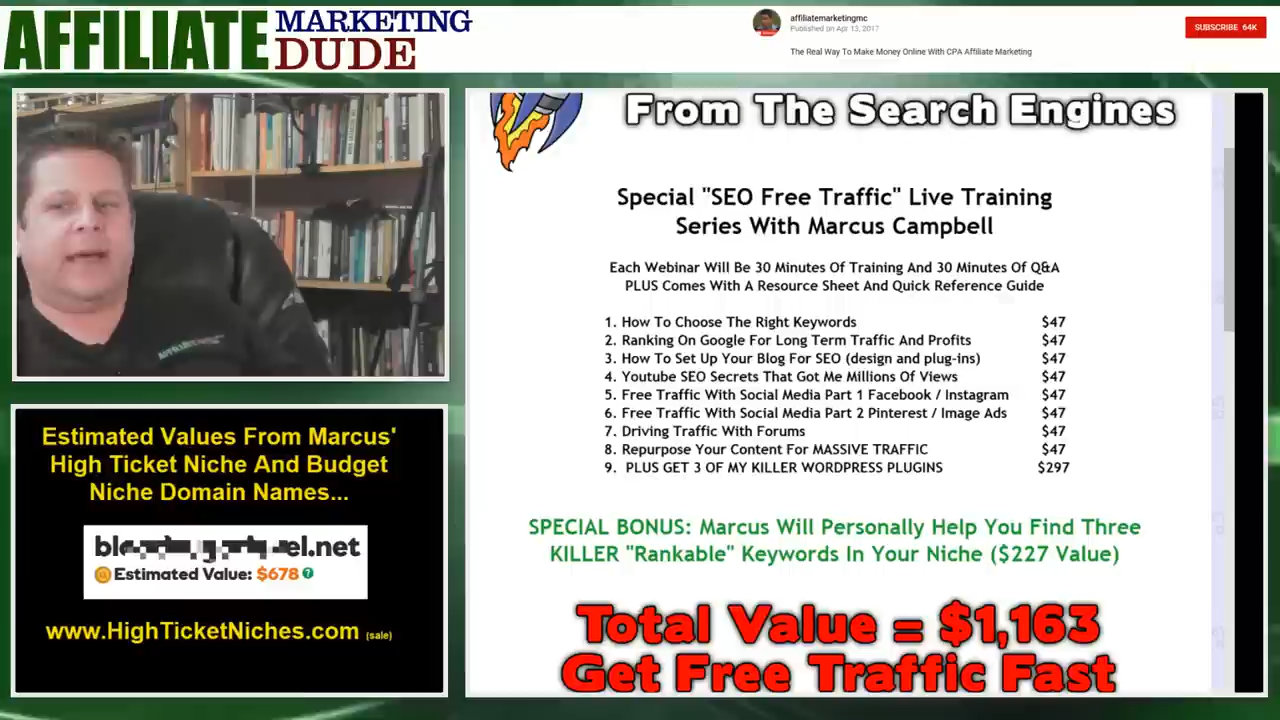 AFFILIATE
MARKETING
DUDE
affiliatemarketingmc
Published on Apr 13, 2017
SUBSCRIBE 64K
The Real Way To Make Money Online With CPA Affiliate Marketing
From The Search Engines
Special "SEO Free Traffic" Live Training
Series With Marcus Campbell
Each Webinar Will Be 30 Minutes Of Training And 30 Minutes Of Q&A
PLUS Comes With A Resource Sheet And Quick Reference Guide
1. How To Choose The Right Keywords $47
2. Ranking On Google For Long Term Traffic And Profits $47
3. How To Set Up Your Blog For SEO (design and plug-ins) $47
4. Youtube SEO Secrets That Got Me Millions Of Views $47
5. Free Traffic With Social Media Part 1 Facebook / Instagram $47
6. Free Traffic With Social Media Part 2 Pinterest / Image Ads $47
7. Driving Traffic With Forums $47
8. Repurpose Your Content For MASSIVE TRAFFIC $47
9. PLUS GET 3 OF MY KILLER WORDPRESS PLUGINS $297
SPECIAL BONUS: Marcus Will Personally Help You Find Three
KILLER "Rankable" Keywords In Your Niche ($227 Value)
Total Value = $1,163
Get Free Traffic Fast
Estimated Values From Marcus'
High Ticket Niche And Budget
Niche Domain Names...
Estimated Value: $678 ?
www.HighTicketNiches.com (sale)